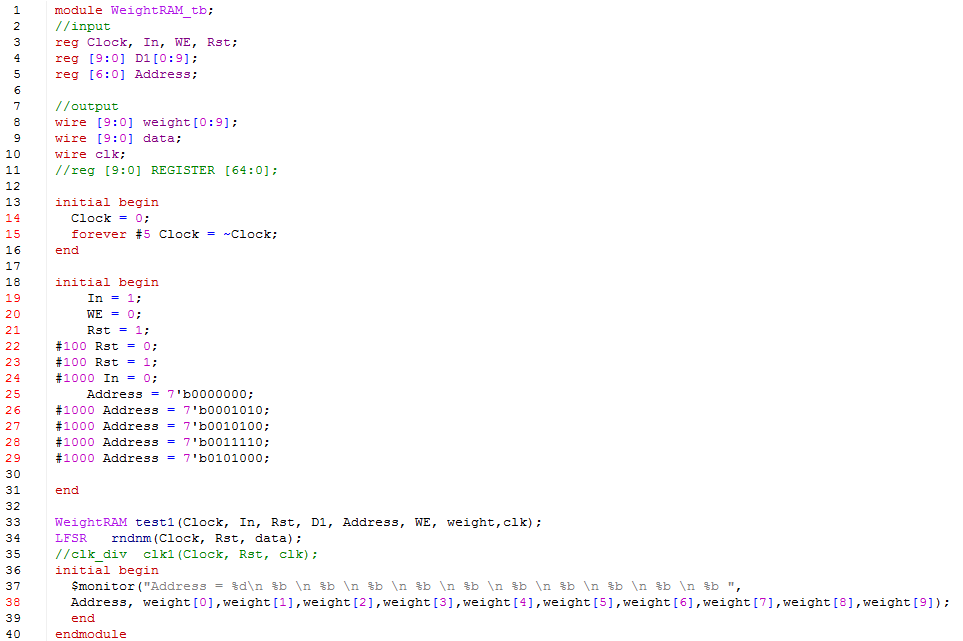 1 module WeightRAM_tb;
2 //input
3 reg Clock, In, WE, Rst;
4 reg [9:0] D1[0:9];
5 reg [6:0] Address;
6
7 //output
8 wire [9:0] weight[0:9];
9 wire [9:0] data;
10 wire clk;
11 //reg [9:0] REGISTER [64:0];
12
13 initial begin
14   Clock = 0;
15   forever #5 Clock = ~Clock;
16 end
17
18 initial begin
19     In = 1;
20     WE = 0;
21     Rst = 1;
22 #100 Rst = 0;
23 #100 Rst = 1;
24 #1000 In = 0;
25     Address = 7'b0000000;
26 #1000 Address = 7'b0001010;
27 #1000 Address = 7'b0010100;
28 #1000 Address = 7'b0011110;
29 #1000 Address = 7'b0101000;
30
31 end
32
33 WeightRAM test1(Clock, In, Rst, D1, Address, WE, weight,clk);
34 LFSR   rndnm(Clock, Rst, data);
35 //clk_div  clk1(Clock, Rst, clk);
36 initial begin
37   $monitor("Address = %d\n %b \n %b \n %b \n %b \n %b \n %b \n %b \n %b \n %b \n %b ",
38   Address, weight[0],weight[1],weight[2],weight[3],weight[4],weight[5],weight[6],weight[7],weight[8],weight[9]);
39   end
40 endmodule